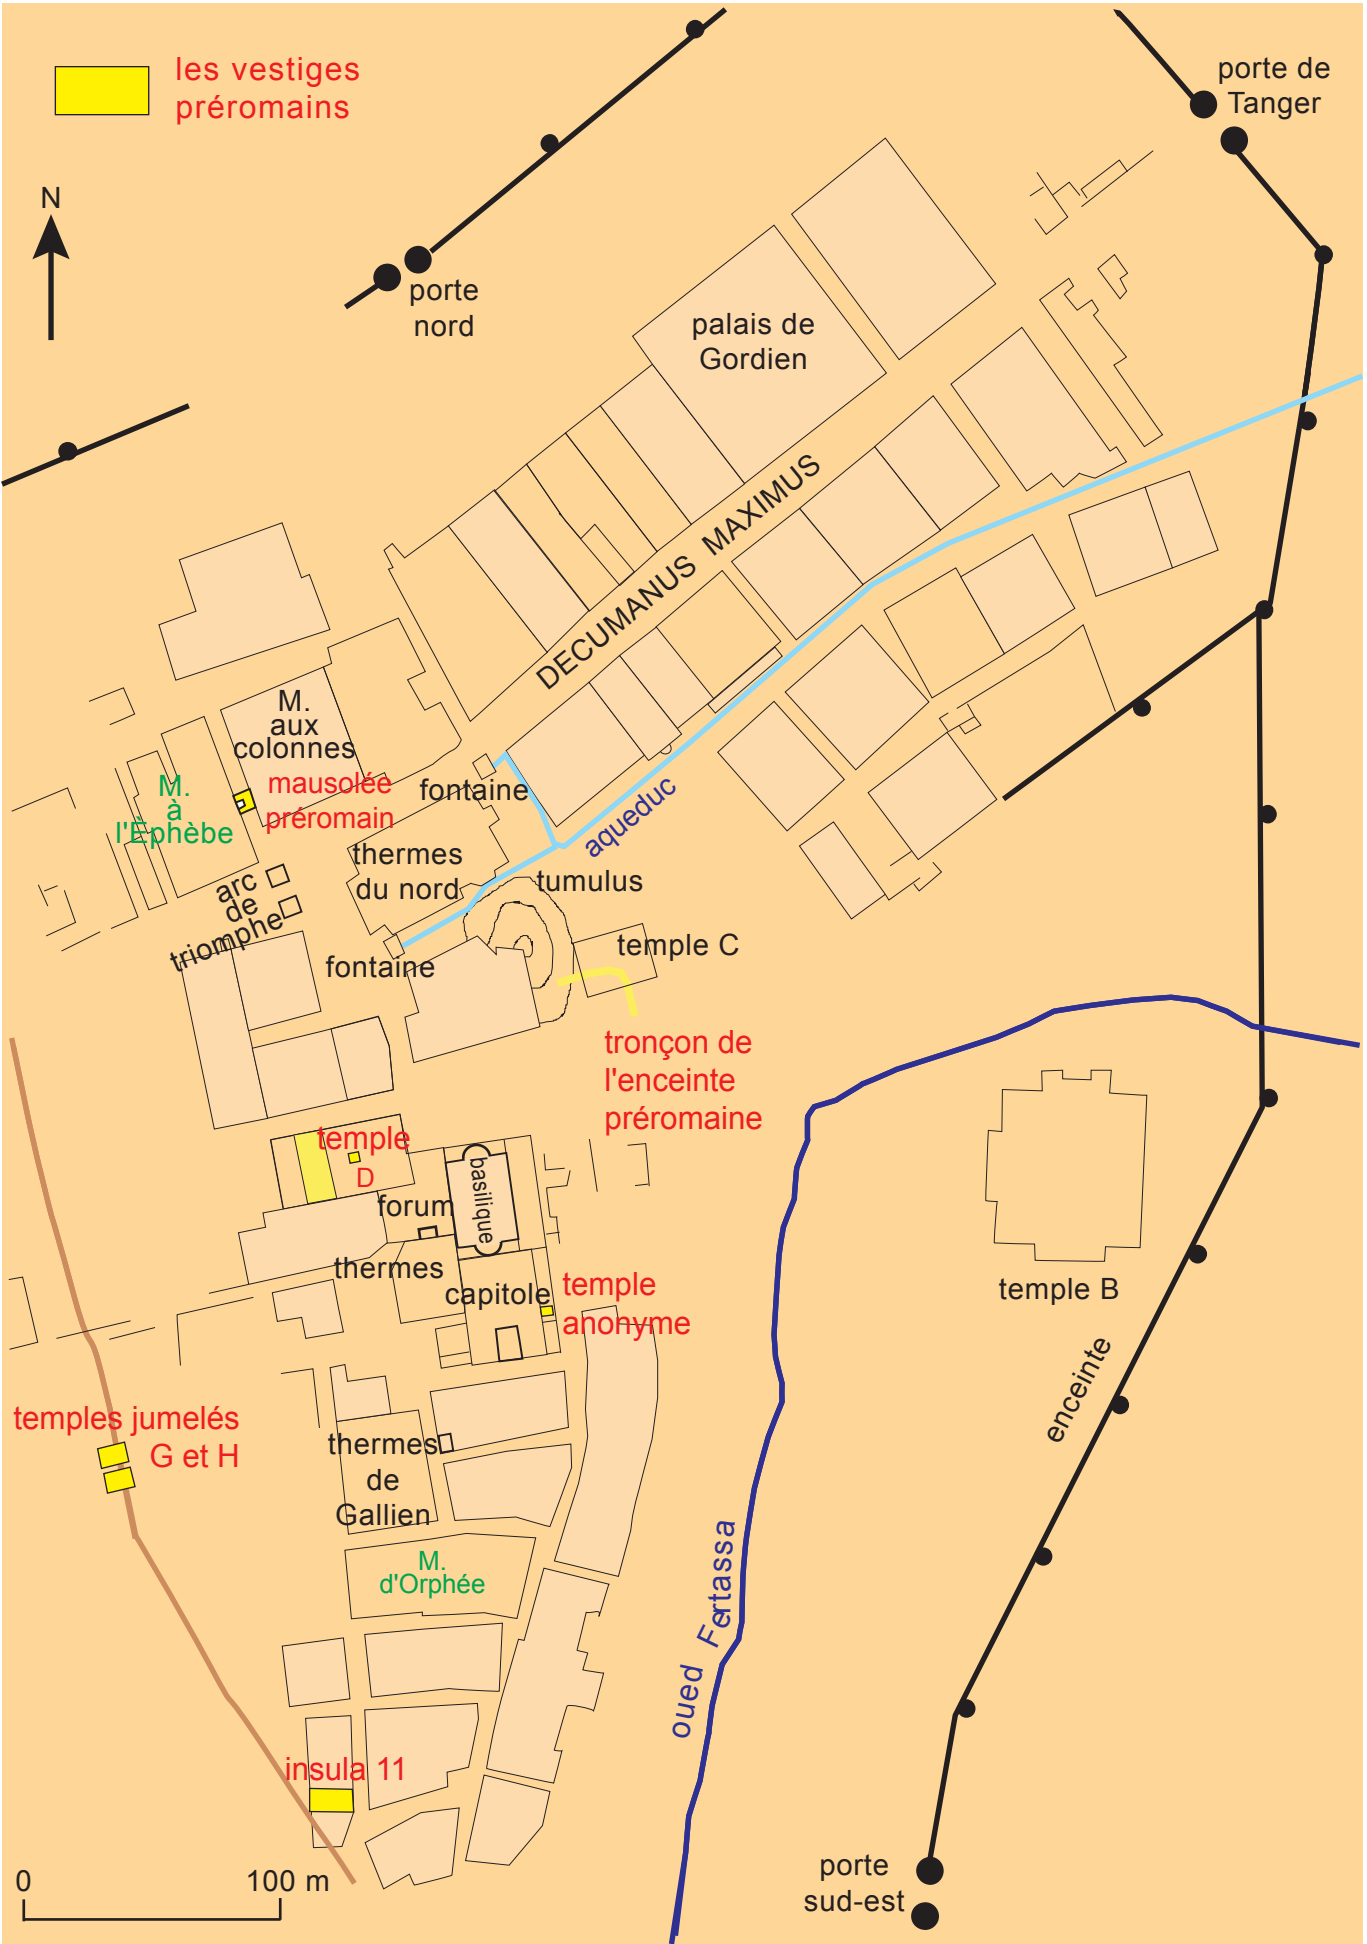 les vestiges
préromains
porte de
Tanger
N
porte
nord
palais de
Gordien
DECUMANUS MAXIMUS
M.
aux
colonnes
mausolée
préromain
M.
à
l'Èphèbe
fontaine
aqueduc
thermes
du nord
tumulus
arc
de
triomphe
fontaine
temple C
tronçon de
l'enceinte
préromaine
temple
D
forum
basilique
thermes
capitole
temple
anonyme
temple B
enceinte
temples jumelés
G et H
thermes
de
Gallien
M.
d'Orphée
oued Fertassa
insula 11
porte
sud-est
0 100 m